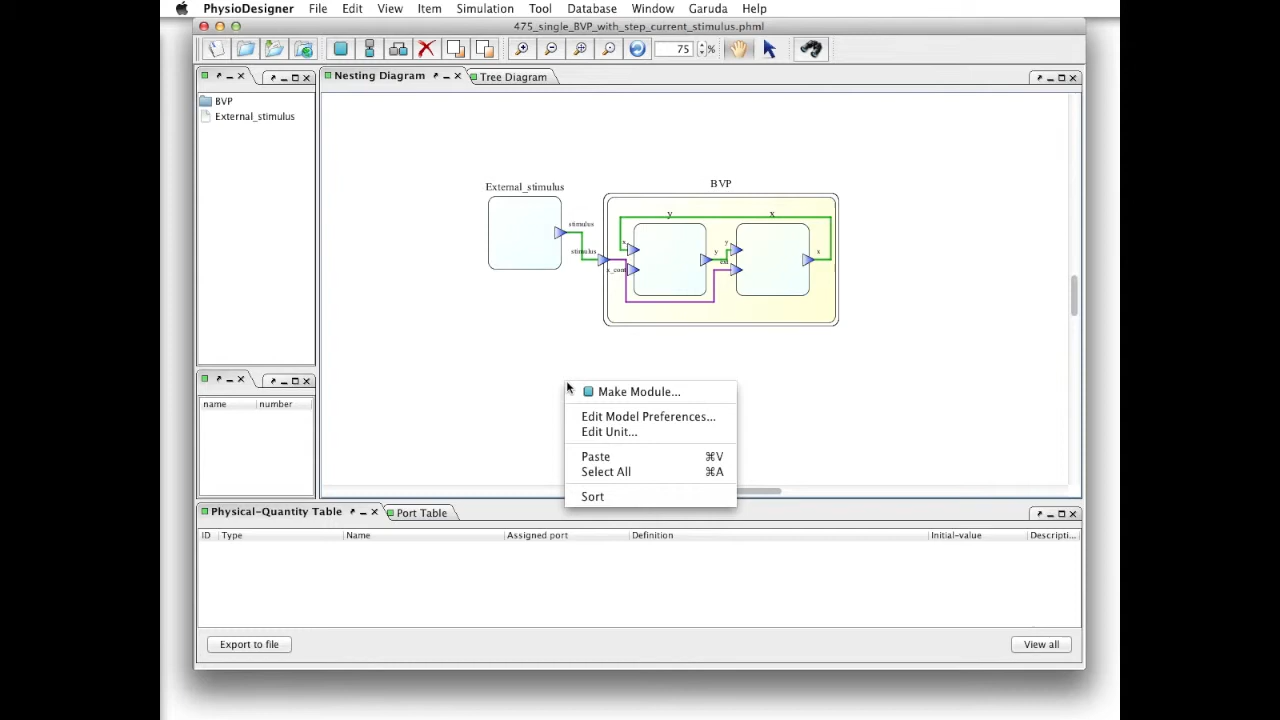 PhysioDesigner File Edit View Item Simulation Tool Database Window Garuda Help
475_single_BVP_with_step_current_stimulus.phml
75 %
Nesting Diagram Tree Diagram
BVP
External_stimulus
External_stimulus
BVP
y x
stimulus
stimulus
x y y x
Make Module...
Edit Model Preferences...
Edit Unit...
Paste ⌘V
Select All ⌘A
Sort
name number
Physical-Quantity Table Port Table
ID Type Name Assigned port Definition Initial-value Descripti...
Export to file View all